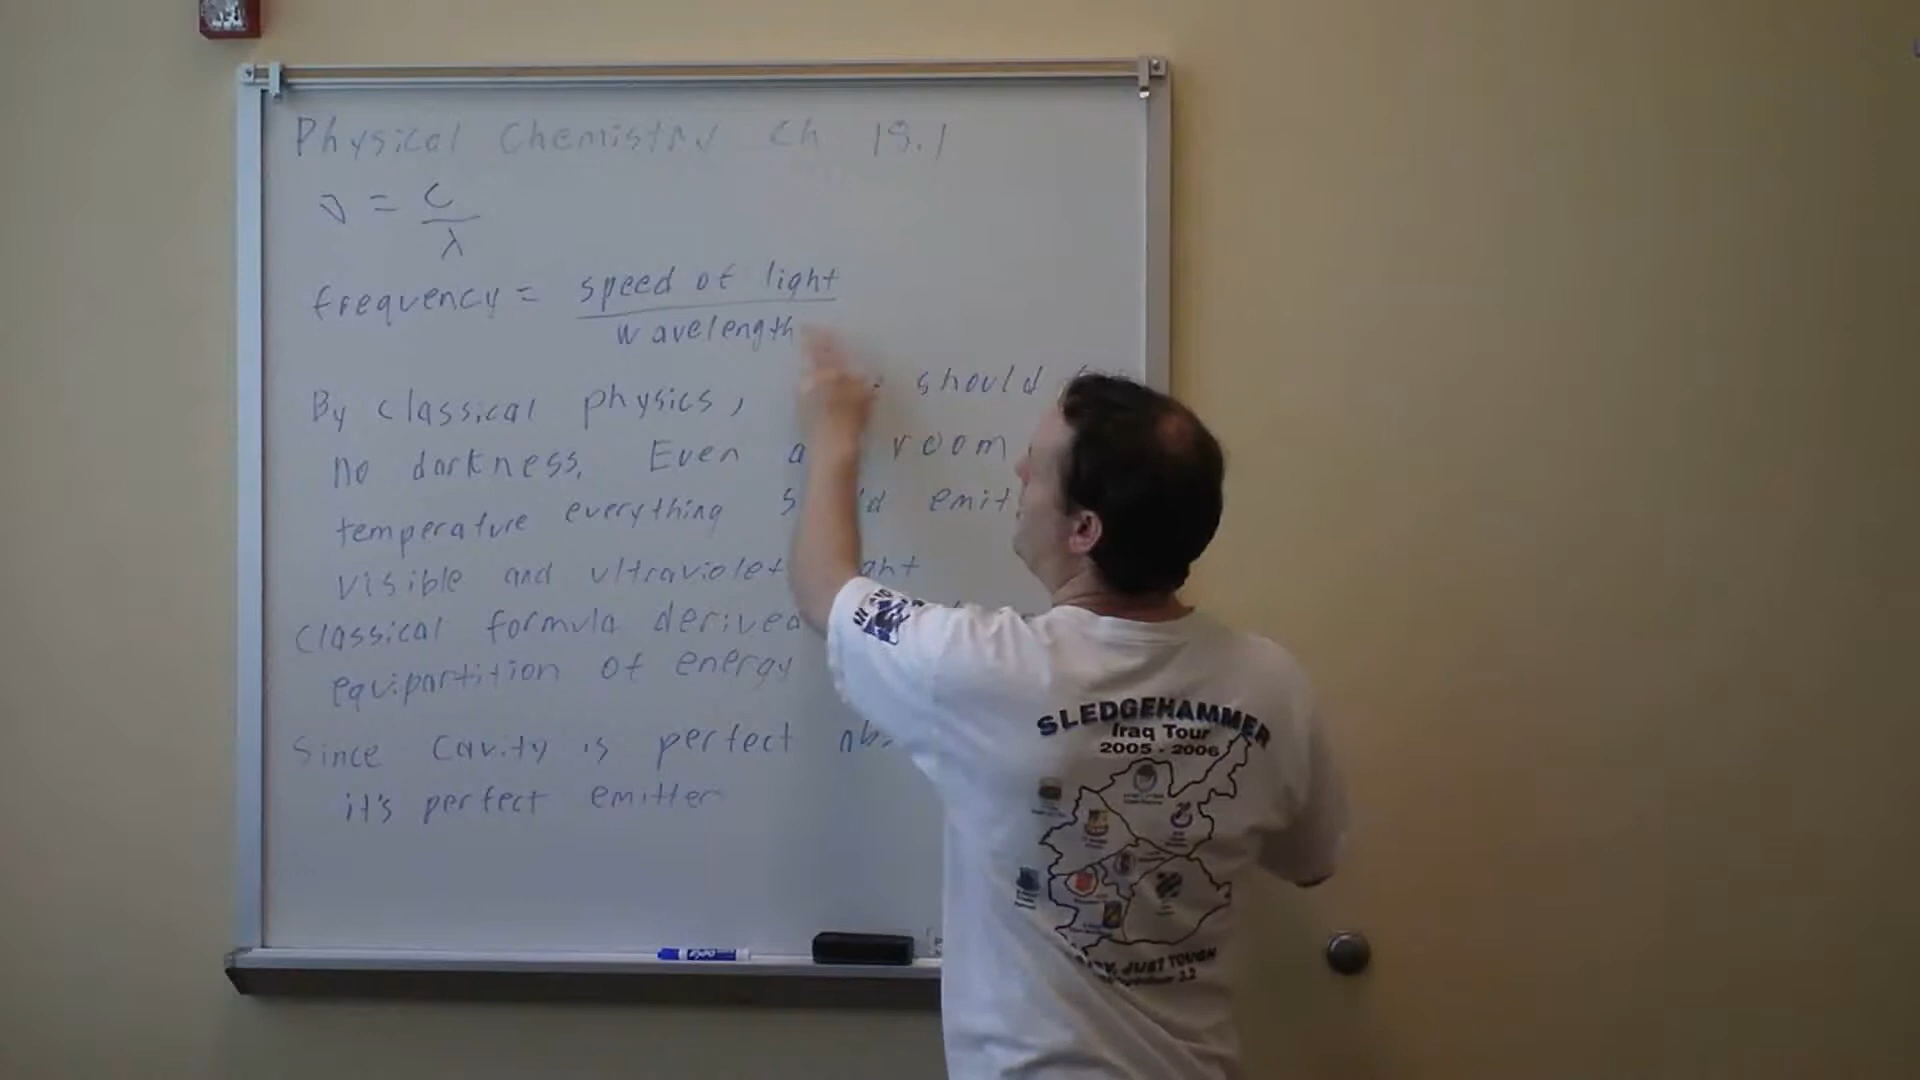 Physical Chemistry Ch 19.1
ν = c
λ
frequency = speed of light
wavelength
By classical physics, should
no darkness. Even room
temperature everything emit
visible and ultraviolet
Classical formula derived
equipartition of energy
Since cavity is perfect
it's perfect emitter
SLEDGEHAMMER
Iraq Tour
2005 - 2006
JUST TOUGH